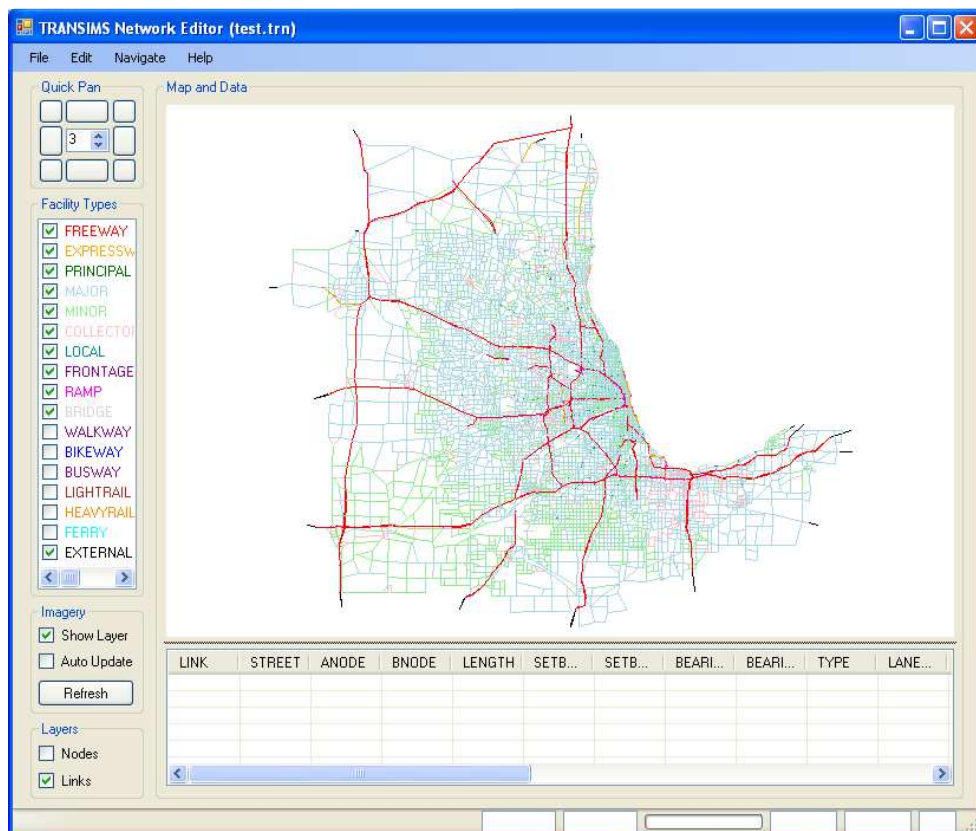 TRANSIMS Network Editor (test.trn)
File Edit Navigate Help
Quick Pan
3
Facility Types
FREEWAY
EXPRESSW
PRINCIPAL
MAJOR
MINOR
COLLECTOR
LOCAL
FRONTAGE
RAMP
BRIDGE
WALKWAY
BIKEWAY
BUSWAY
LIGHTRAIL
HEAVYRAIL
FERRY
EXTERNAL
Imagery
Show Layer
Auto Update
Refresh
Layers
Nodes
Links
Map and Data
LINK STREET ANODE BNODE LENGTH SETB... SETB... BEARI... BEARI... TYPE LANE...